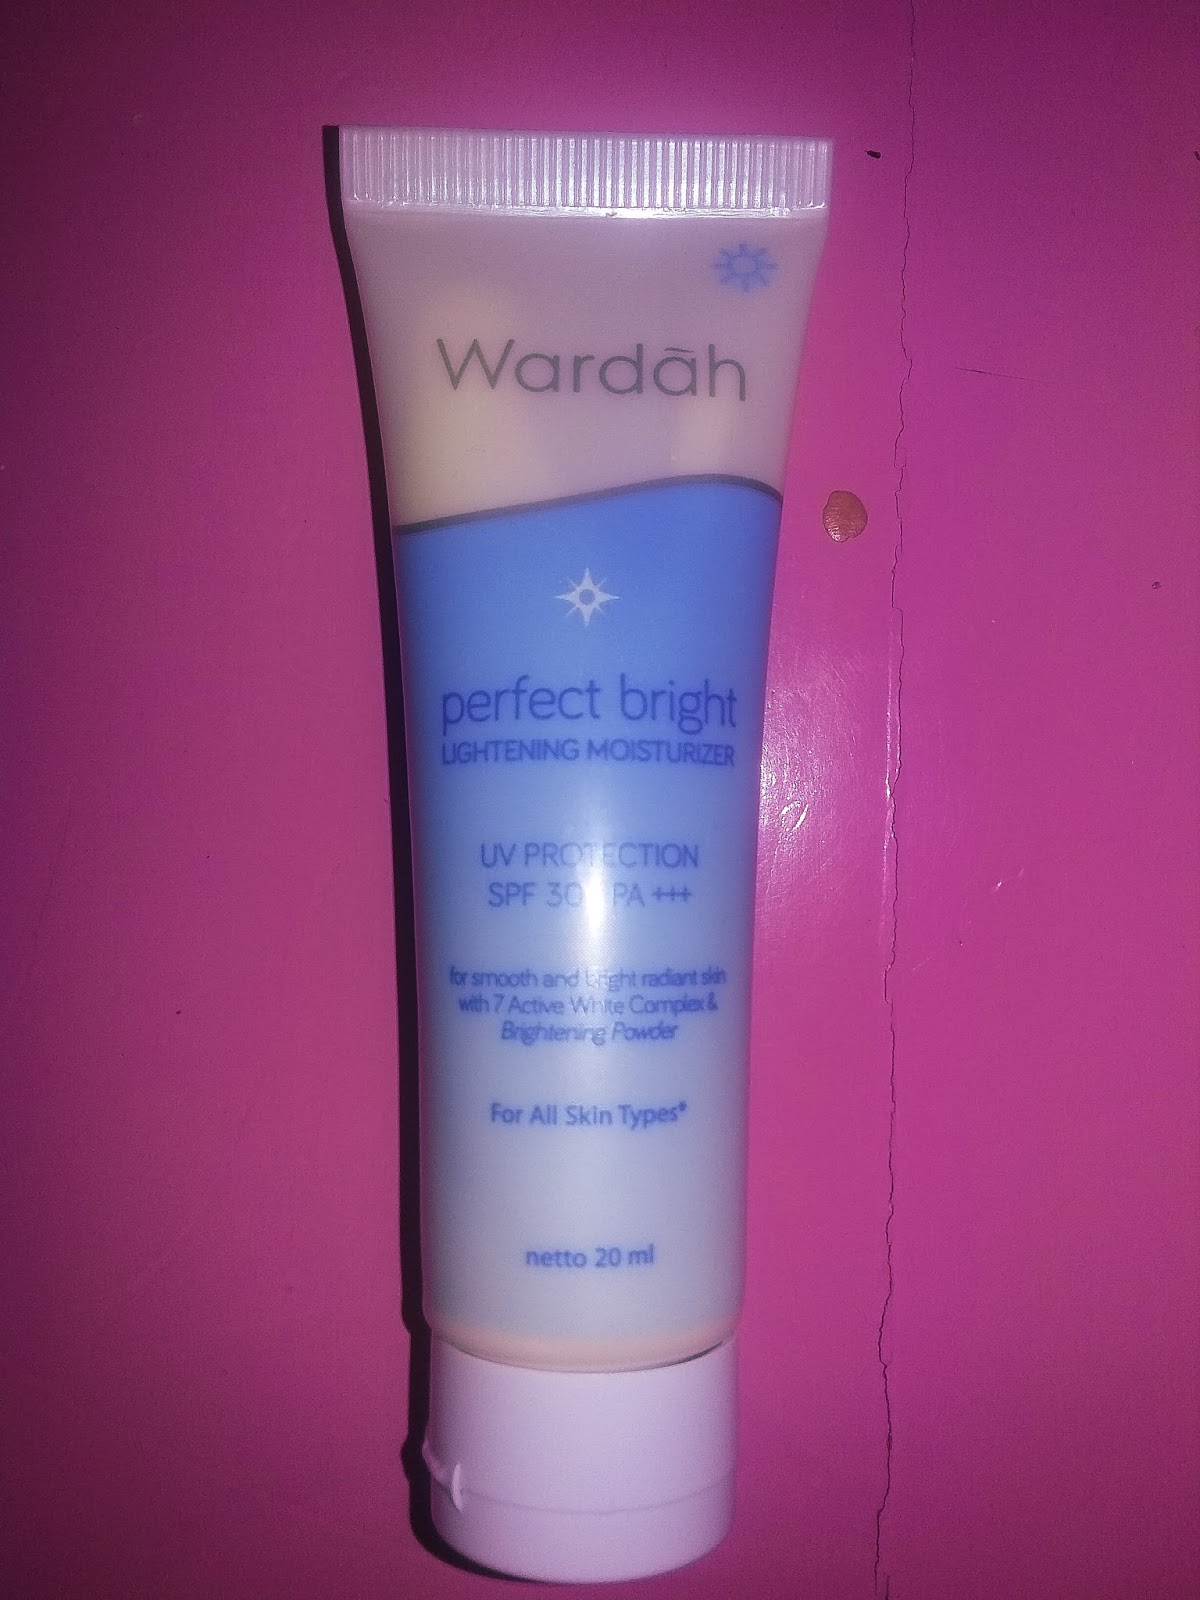 Wardāh
perfect bright
LIGHTENING MOISTURIZER
UV PROTECTION
SPF 30 PA +++
for smooth and bright radiant skin
with 7 Active White Complex &
Brightening Powder
For All Skin Types*
netto 20 ml